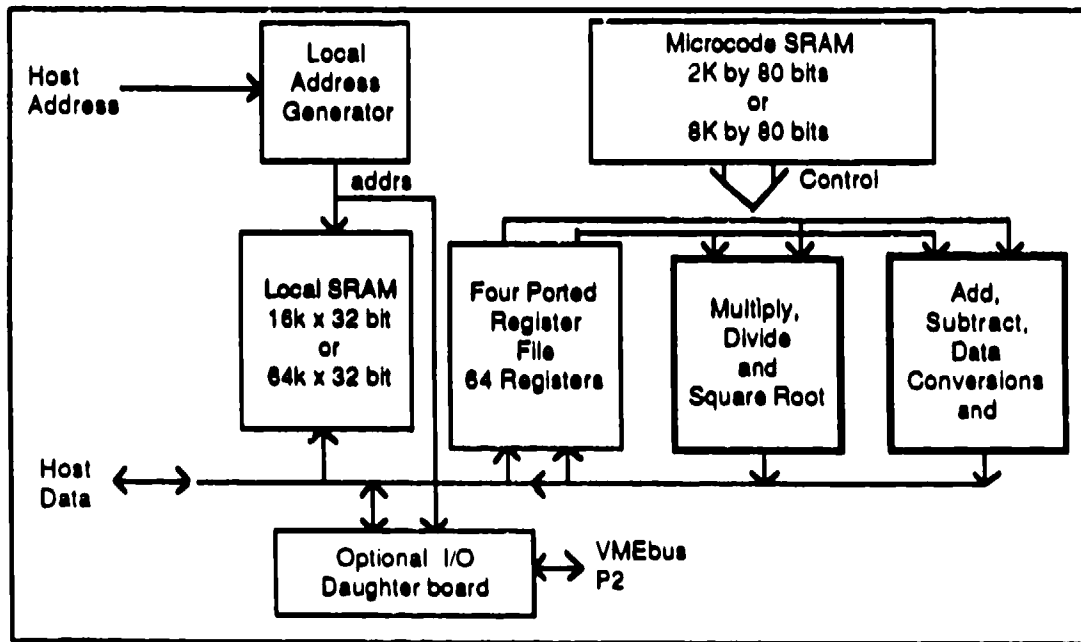 Host
Address
Local
Address
Generator
Microcode SRAM
2K by 80 bits
or
8K by 80 bits
addrs
Control
Local SRAM
16k x 32 bit
or
64k x 32 bit
Four Ported
Register
File
64 Registers
Multiply,
Divide
and
Square Root
Add,
Subtract,
Data
Conversions
and
Host
Data
Optional I/O
Daughter board
VMEbus
P2